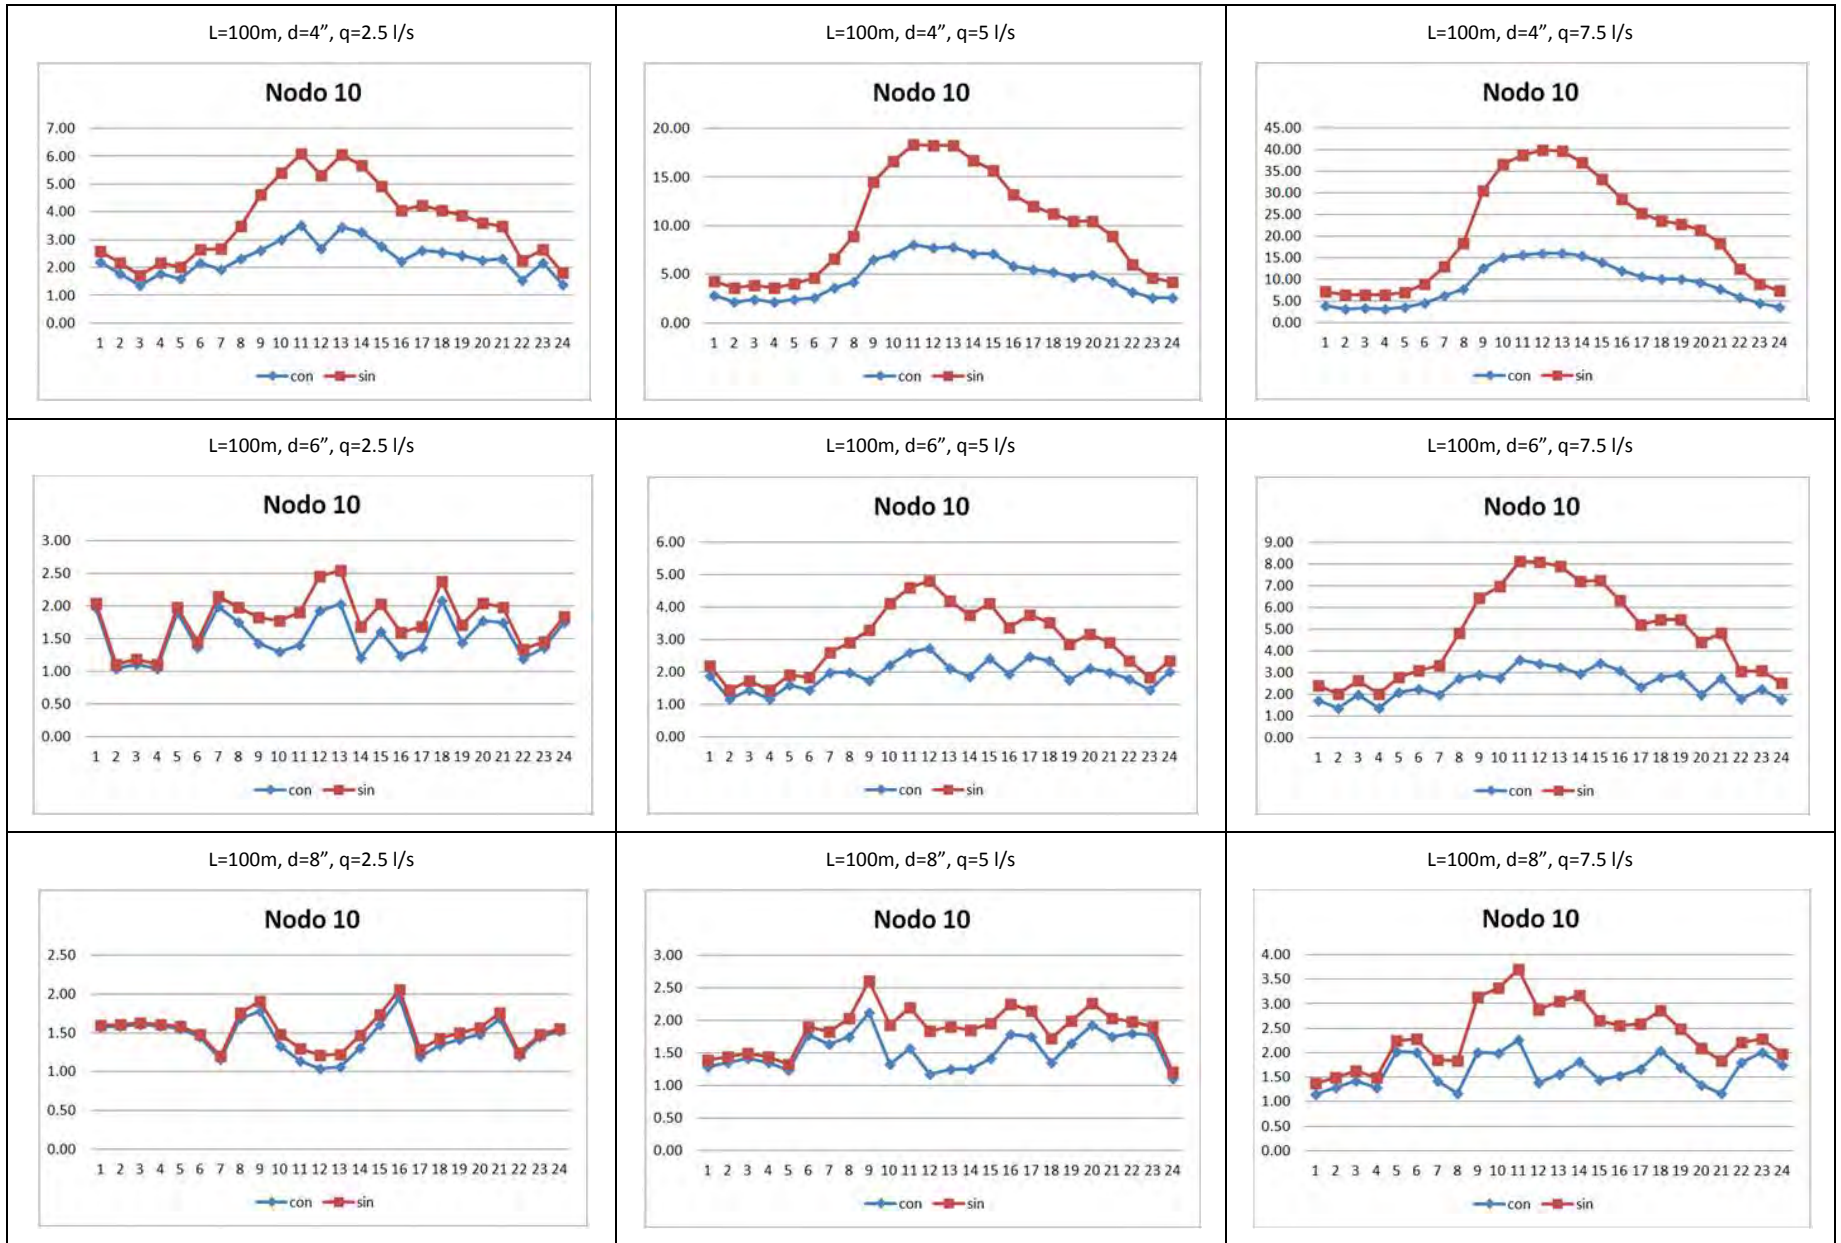 L=100m, d=4”, q=2.5 l/s
Nodo 10
7.00
6.00
5.00
4.00
3.00
2.00
1.00
0.00
1 2 3 4 5 6 7 8 9 10 11 12 13 14 15 16 17 18 19 20 21 22 23 24
con sin
L=100m, d=4”, q=5 l/s
Nodo 10
20.00
15.00
10.00
5.00
0.00
1 2 3 4 5 6 7 8 9 10 11 12 13 14 15 16 17 18 19 20 21 22 23 24
con sin
L=100m, d=4”, q=7.5 l/s
Nodo 10
45.00
40.00
35.00
30.00
25.00
20.00
15.00
10.00
5.00
0.00
1 2 3 4 5 6 7 8 9 10 11 12 13 14 15 16 17 18 19 20 21 22 23 24
con sin
L=100m, d=6”, q=2.5 l/s
Nodo 10
3.00
2.50
2.00
1.50
1.00
0.50
0.00
1 2 3 4 5 6 7 8 9 10 11 12 13 14 15 16 17 18 19 20 21 22 23 24
con sin
L=100m, d=6”, q=5 l/s
Nodo 10
6.00
5.00
4.00
3.00
2.00
1.00
0.00
1 2 3 4 5 6 7 8 9 10 11 12 13 14 15 16 17 18 19 20 21 22 23 24
con sin
L=100m, d=6”, q=7.5 l/s
Nodo 10
9.00
8.00
7.00
6.00
5.00
4.00
3.00
2.00
1.00
0.00
1 2 3 4 5 6 7 8 9 10 11 12 13 14 15 16 17 18 19 20 21 22 23 24
con sin
L=100m, d=8”, q=2.5 l/s
Nodo 10
2.50
2.00
1.50
1.00
0.50
0.00
1 2 3 4 5 6 7 8 9 10 11 12 13 14 15 16 17 18 19 20 21 22 23 24
con sin
L=100m, d=8”, q=5 l/s
Nodo 10
3.00
2.50
2.00
1.50
1.00
0.50
0.00
1 2 3 4 5 6 7 8 9 10 11 12 13 14 15 16 17 18 19 20 21 22 23 24
con sin
L=100m, d=8”, q=7.5 l/s
Nodo 10
4.00
3.50
3.00
2.50
2.00
1.50
1.00
0.50
0.00
1 2 3 4 5 6 7 8 9 10 11 12 13 14 15 16 17 18 19 20 21 22 23 24
con sin